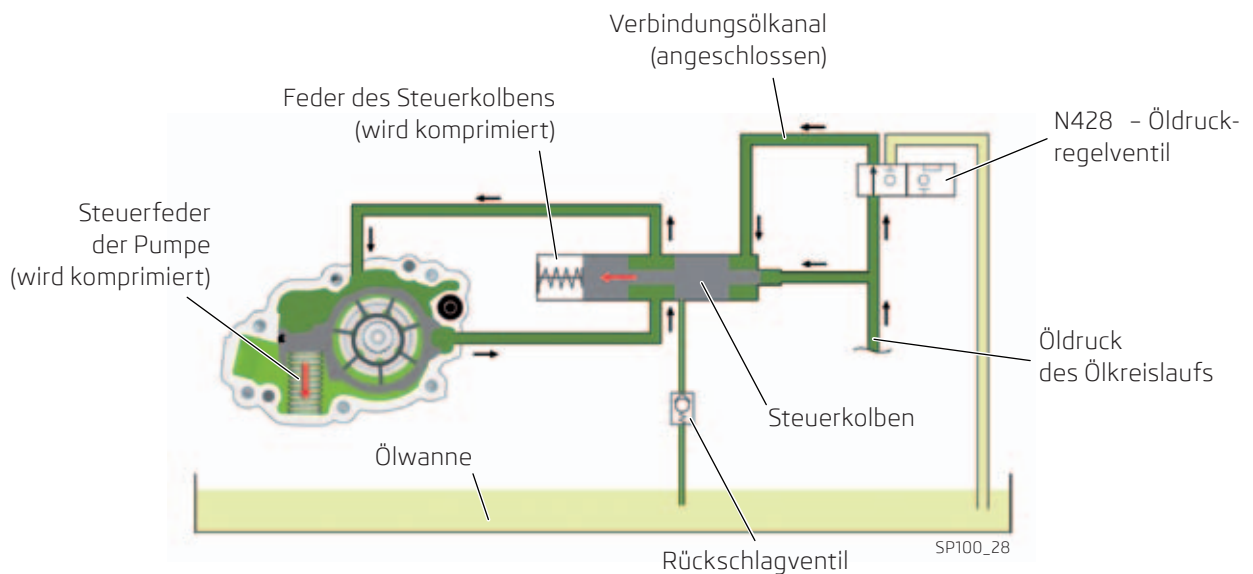 Verbindungsölkanal
(angeschlossen)
Feder des Steuerkolbens
(wird komprimiert)
N428 – Öldruck-
regelventil
Steuerfeder
der Pumpe
(wird komprimiert)
Öldruck
des Ölkreislaufs
Steuerkolben
Ölwanne
Rückschlagventil
SP100_28